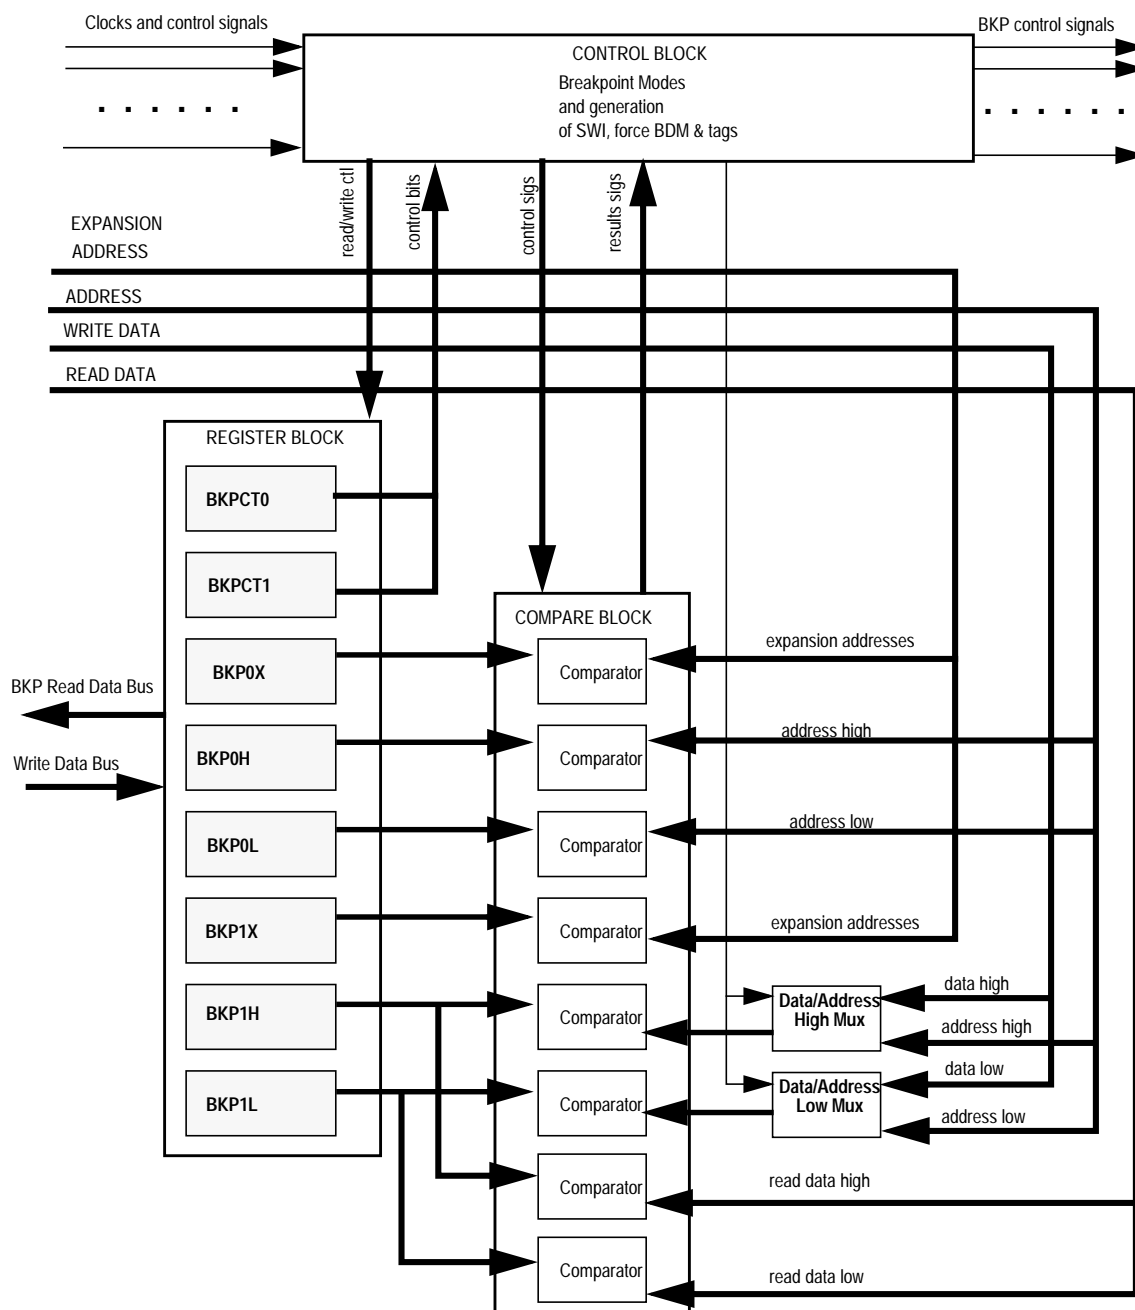 Clocks and control signals
BKP control signals
CONTROL BLOCK
Breakpoint Modes
and generation
of SWI, force BDM & tags
read/write ctl
control bits
control sigs
results sigs
EXPANSION
ADDRESS
ADDRESS
WRITE DATA
READ DATA
REGISTER BLOCK
BKPCT0
BKPCT1
COMPARE BLOCK
BKP0X
Comparator
expansion addresses
BKP Read Data Bus
BKP0H
Comparator
address high
Write Data Bus
BKP0L
Comparator
address low
BKP1X
Comparator
expansion addresses
BKP1H
Comparator
Data/Address
High Mux
data high
address high
BKP1L
Comparator
Data/Address
Low Mux
data low
address low
Comparator
read data high
Comparator
read data low